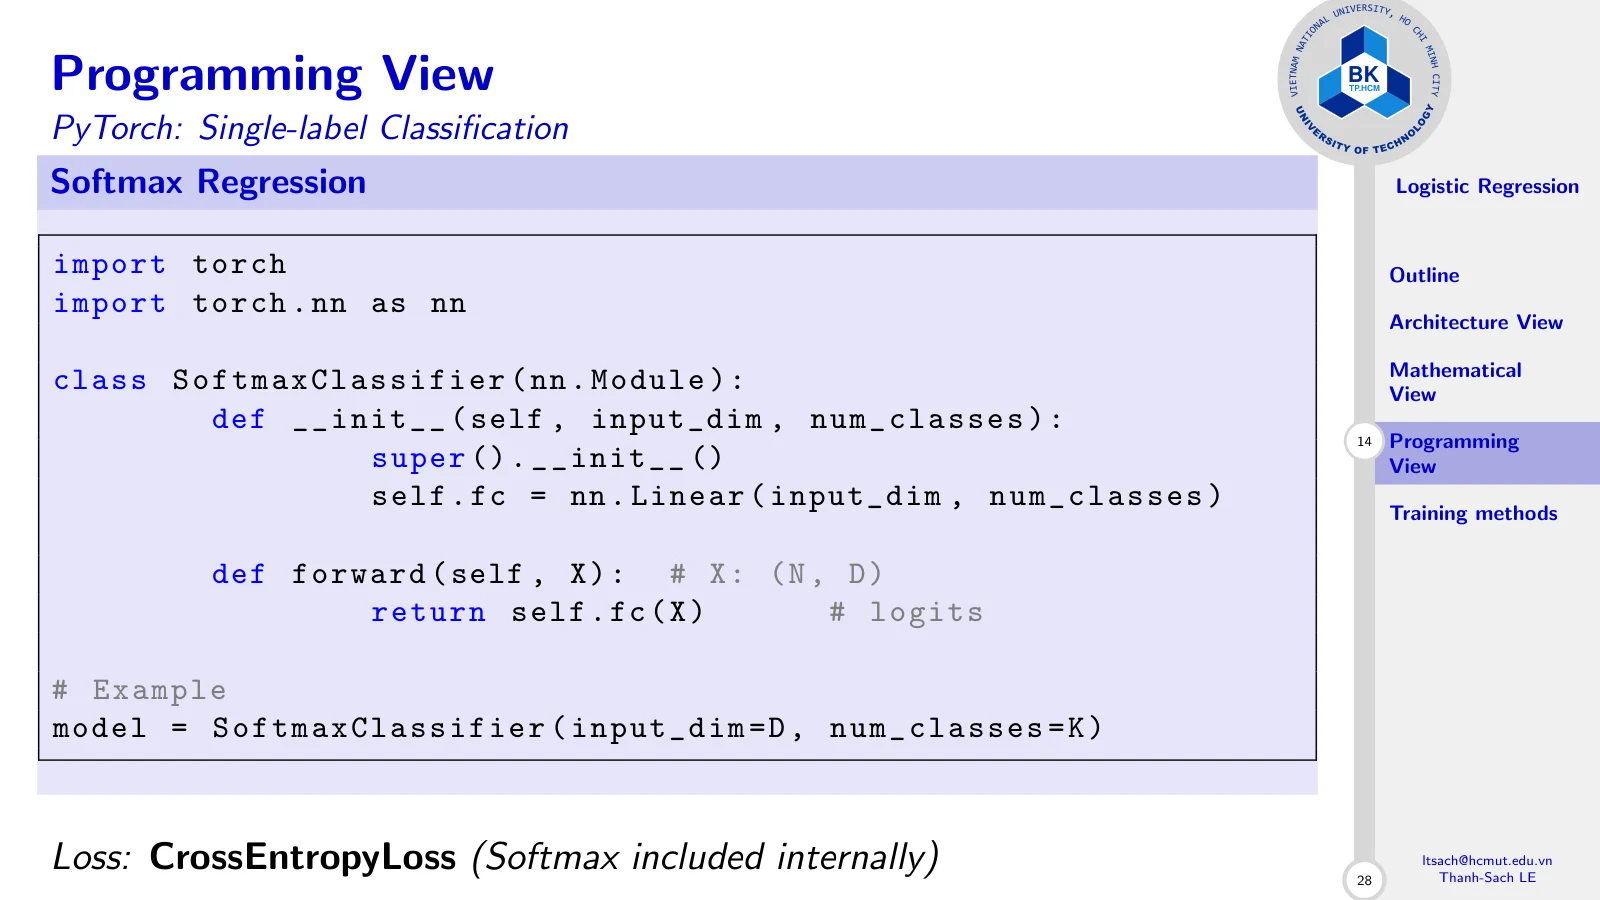 Programming View
PyTorch: Single-label Classification
Softmax Regression
import torch
import torch.nn as nn
class SoftmaxClassifier(nn.Module):
def __init__(self, input_dim, num_classes):
super().__init__()
self.fc = nn.Linear(input_dim, num_classes)
def forward(self, X): # X: (N, D)
return self.fc(X) # logits
# Example
model = SoftmaxClassifier(input_dim=D, num_classes=K)
Loss: CrossEntropyLoss (Softmax included internally)
VIETNAM NATIONAL UNIVERSITY, HO CHI MINH CITY
BK
TP.HCM
UNIVERSITY OF TECHNOLOGY
Logistic Regression
Outline
Architecture View
Mathematical
View
14
Programming
View
Training methods
ltsach@hcmut.edu.vn
Thanh-Sach LE
28